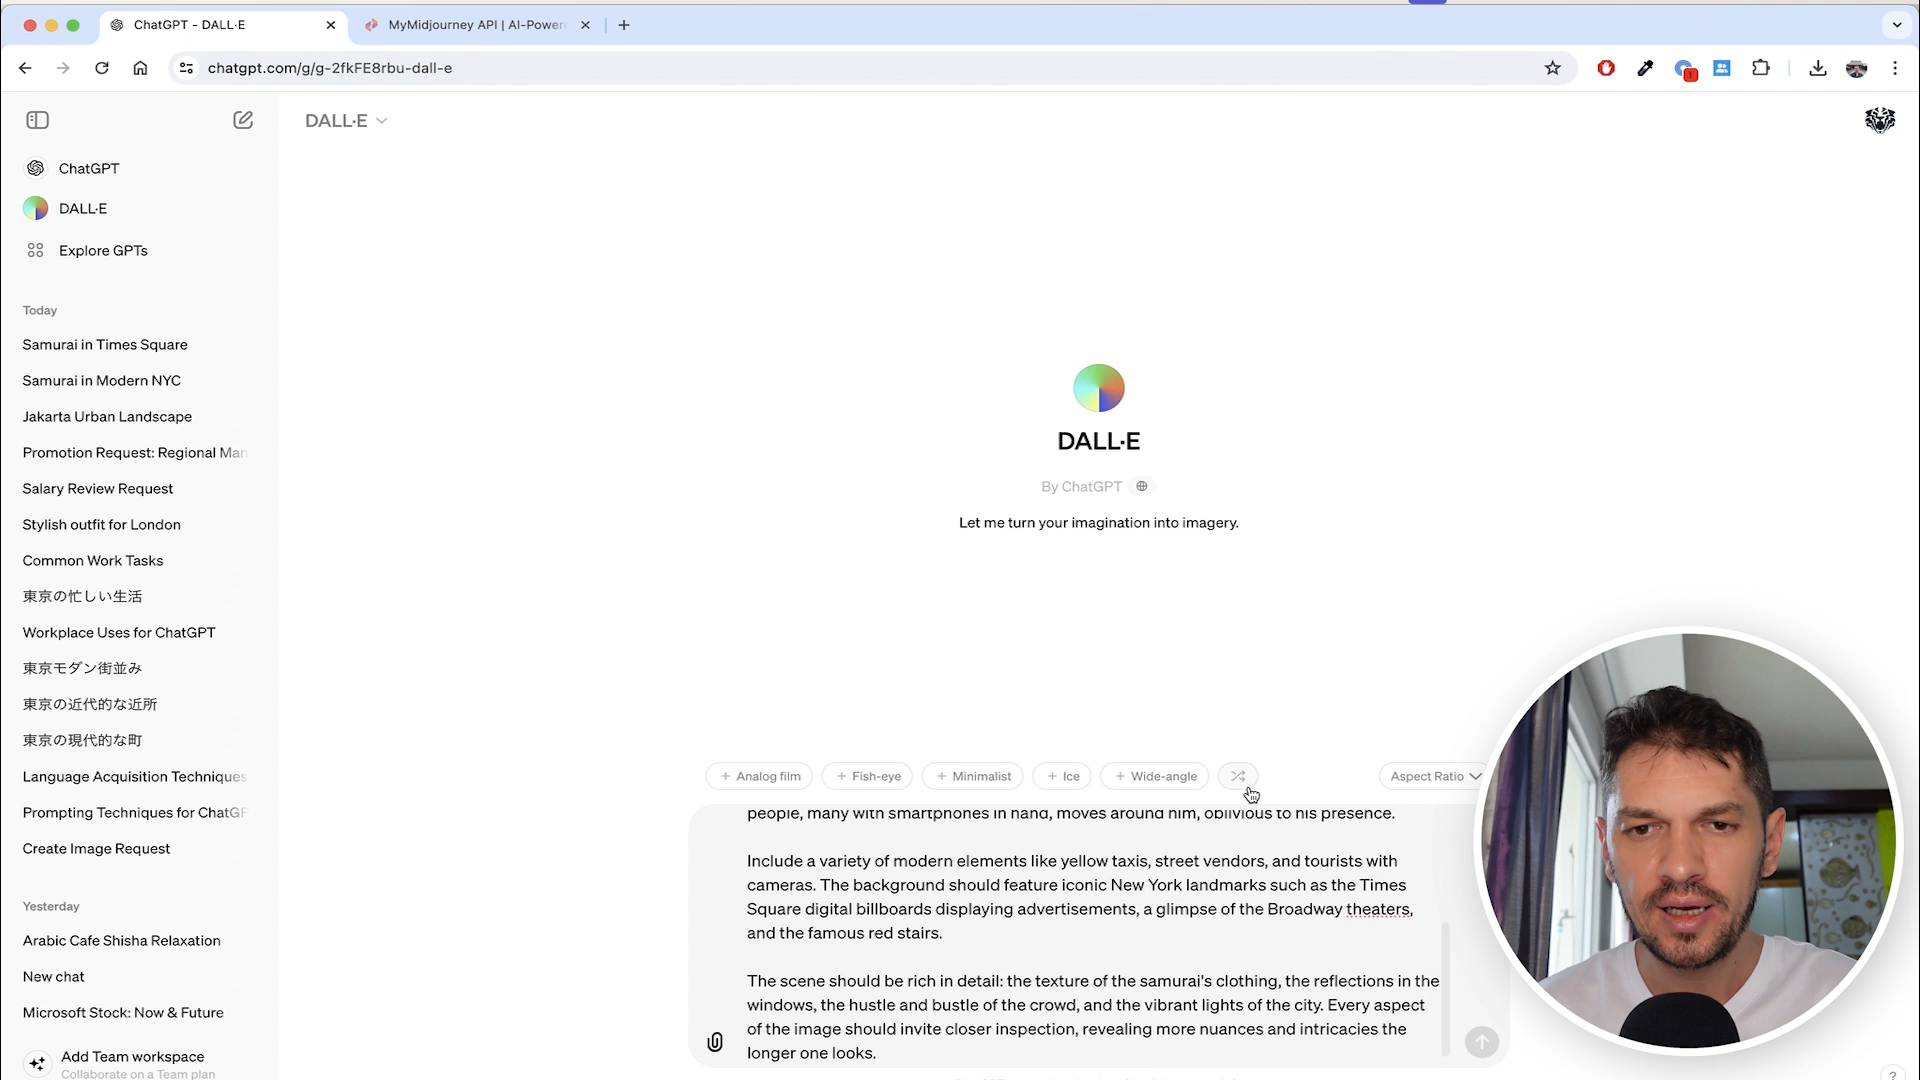 ChatGPT - DALL·E
MyMidjourney API | AI-Power
chatgpt.com/g/g-2fkFE8rbu-dall-e
DALL·E
ChatGPT
DALL·E
Explore GPTs
Today
Samurai in Times Square
Samurai in Modern NYC
Jakarta Urban Landscape
Promotion Request: Regional Man
Salary Review Request
Stylish outfit for London
Common Work Tasks
東京の忙しい生活
Workplace Uses for ChatGPT
東京モダン街並み
東京の近代的な近所
東京の現代的な町
Language Acquisition Techniques
Prompting Techniques for ChatGP
Create Image Request
Yesterday
Arabic Cafe Shisha Relaxation
New chat
Microsoft Stock: Now & Future
Add Team workspace
Collaborate on a Team plan
DALL·E
By ChatGPT
Let me turn your imagination into imagery.
+ Analog film
+ Fish-eye
+ Minimalist
+ Ice
+ Wide-angle
Aspect Ratio
people, many with smartphones in hand, moves around him, oblivious to his presence.
Include a variety of modern elements like yellow taxis, street vendors, and tourists with
cameras. The background should feature iconic New York landmarks such as the Times
Square digital billboards displaying advertisements, a glimpse of the Broadway theaters,
and the famous red stairs.
The scene should be rich in detail: the texture of the samurai's clothing, the reflections in the
windows, the hustle and bustle of the crowd, and the vibrant lights of the city. Every aspect
of the image should invite closer inspection, revealing more nuances and intricacies the
longer one looks.
?